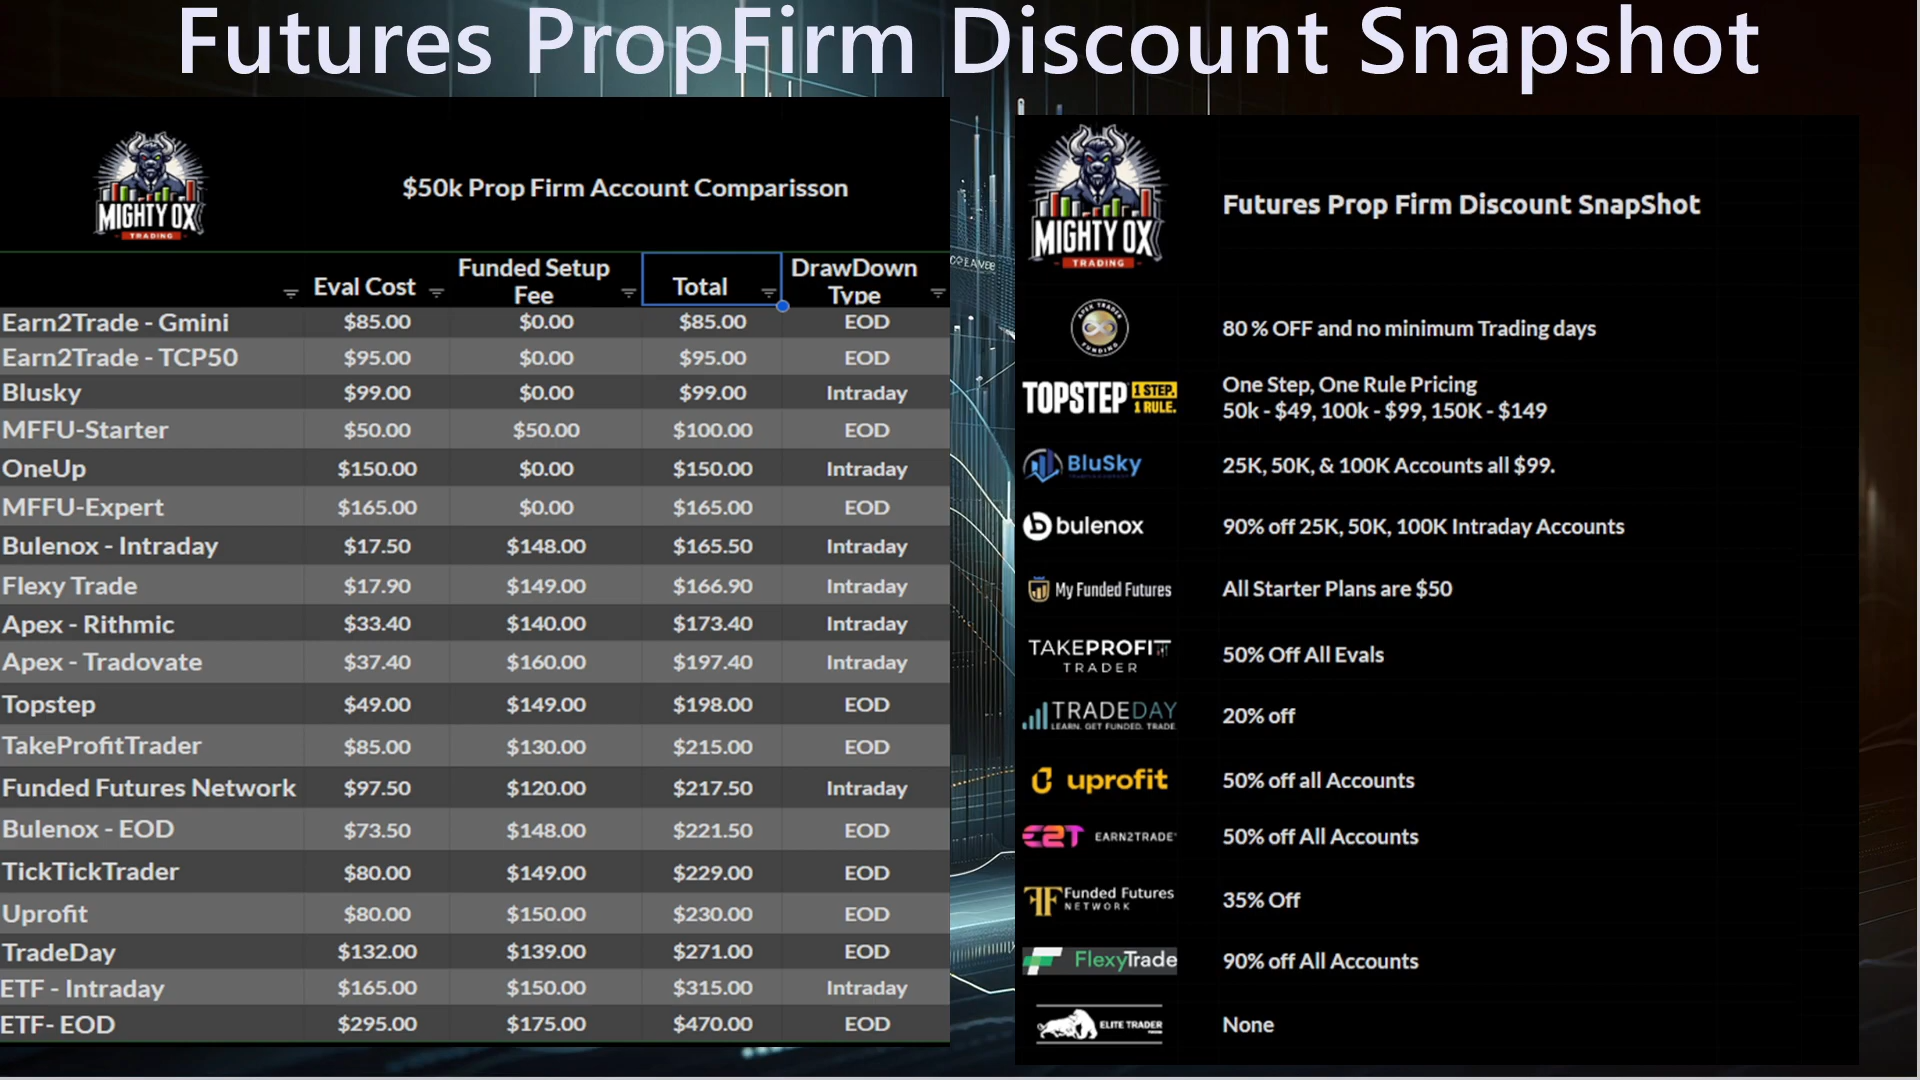 Futures PropFirm Discount Snapshot
MIGHTY OX
TRADING
$50k Prop Firm Account Comparisson
Eval Cost Funded Setup Fee Total DrawDown Type
Earn2Trade - Gmini $85.00 $0.00 $85.00 EOD
Earn2Trade - TCP50 $95.00 $0.00 $95.00 EOD
Blusky $99.00 $0.00 $99.00 Intraday
MFFU-Starter $50.00 $50.00 $100.00 EOD
OneUp $150.00 $0.00 $150.00 Intraday
MFFU-Expert $165.00 $0.00 $165.00 EOD
Bulenox - Intraday $17.50 $148.00 $165.50 Intraday
Flexy Trade $17.90 $149.00 $166.90 Intraday
Apex - Rithmic $33.40 $140.00 $173.40 Intraday
Apex - Tradovate $37.40 $160.00 $197.40 Intraday
Topstep $49.00 $149.00 $198.00 EOD
TakeProfitTrader $85.00 $130.00 $215.00 EOD
Funded Futures Network $97.50 $120.00 $217.50 Intraday
Bulenox - EOD $73.50 $148.00 $221.50 EOD
TickTickTrader $80.00 $149.00 $229.00 EOD
Uprofit $80.00 $150.00 $230.00 EOD
TradeDay $132.00 $139.00 $271.00 EOD
ETF - Intraday $165.00 $150.00 $315.00 Intraday
ETF- EOD $295.00 $175.00 $470.00 EOD
MIGHTY OX
TRADING
Futures Prop Firm Discount SnapShot
APEX TRADER FUNDING
80 % OFF and no minimum Trading days
TOPSTEP 1 STEP. 1 RULE.
One Step, One Rule Pricing
50k - $49, 100k - $99, 150K - $149
BluSky
25K, 50K, & 100K Accounts all $99.
bulenox
90% off 25K, 50K, 100K Intraday Accounts
My Funded Futures
All Starter Plans are $50
TAKEPROFIT
TRADER
50% Off All Evals
TRADEDAY
LEARN. GET FUNDED. TRADE
20% off
uprofit
50% off all Accounts
E2T EARN2TRADE
50% off All Accounts
Funded Futures
NETWORK
35% Off
FlexyTrade
90% off All Accounts
ELITE TRADER
None